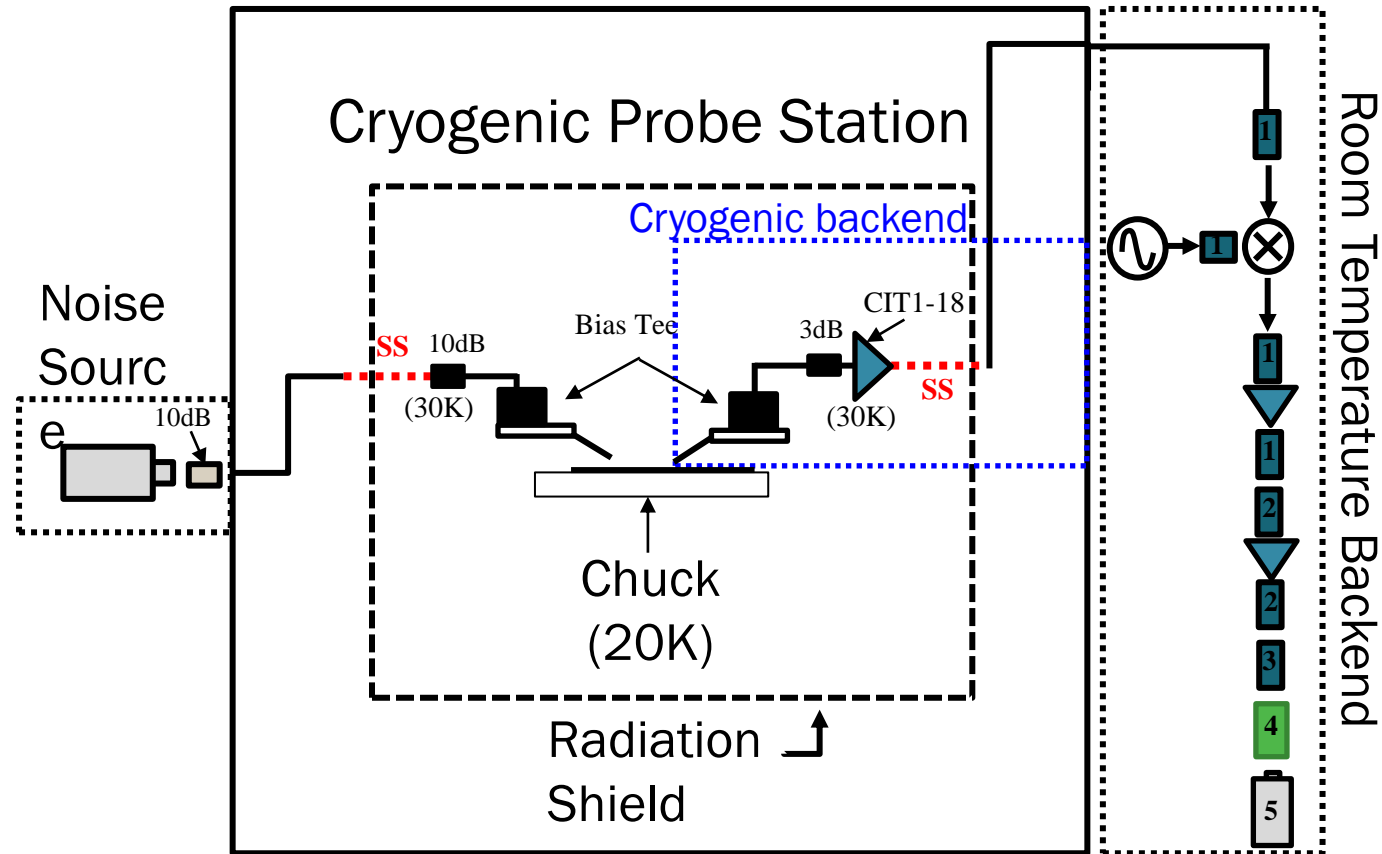 Cryogenic Probe Station
Cryogenic backend
Noise
Sourc
e
10dB
SS
10dB
(30K)
Bias Tee
3dB
CIT1-18
(30K)
SS
Chuck
(20K)
Radiation
Shield
1
1
1
1
2
2
3
4
5
Room Temperature Backend